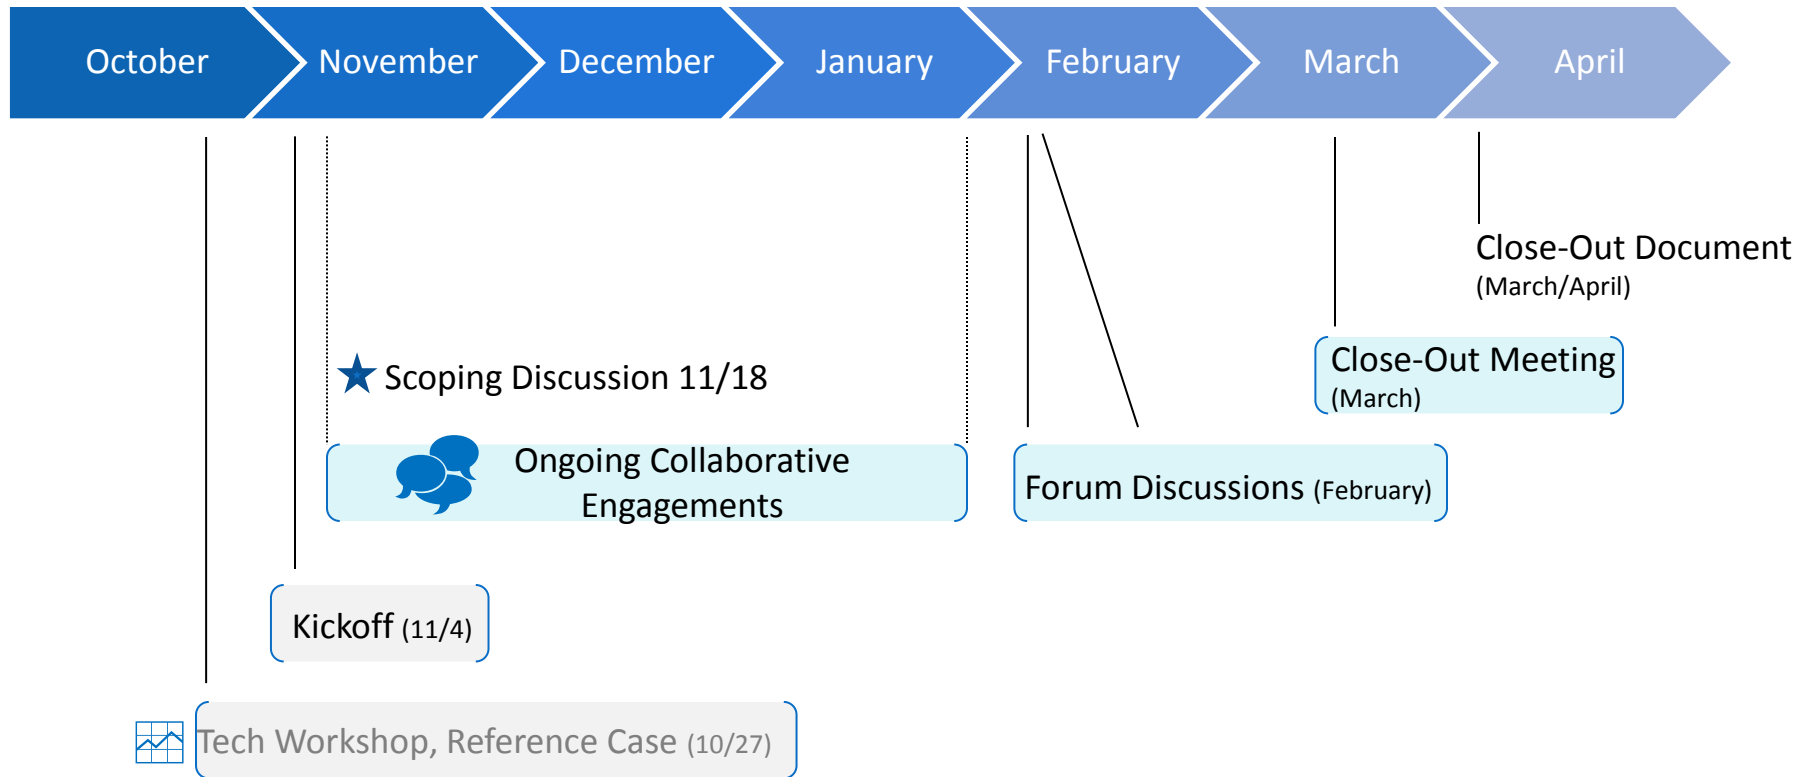 October
November
December
January
February
March
April
Close-Out Document
(March/April)
Close-Out Meeting
(March)
Scoping Discussion 11/18
Ongoing Collaborative
Engagements
Forum Discussions (February)
Kickoff (11/4)
Tech Workshop, Reference Case (10/27)